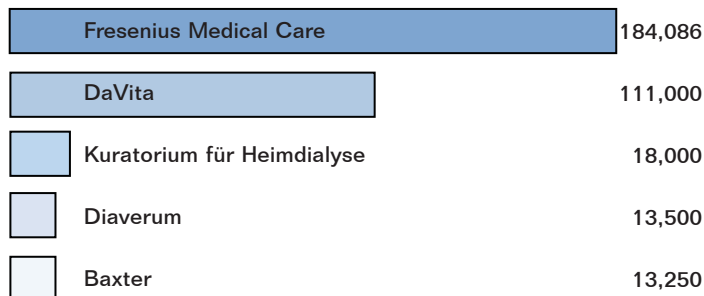 Fresenius Medical Care 184,086
DaVita 111,000
Kuratorium für Heimdialyse 18,000
Diaverum 13,500
Baxter 13,250